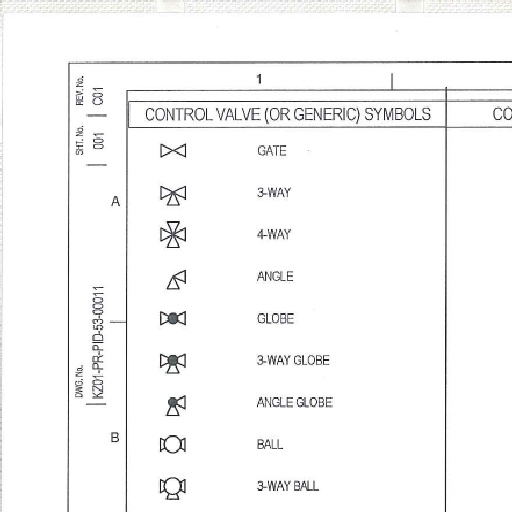 1
CONTROL VALVE (OR GENERIC) SYMBOLS
CO
REV. No.
C01
SHT. No.
001
DWG. No.
KZ01-PR-PID-53-00011
A
B
GATE
3-WAY
4-WAY
ANGLE
GLOBE
3-WAY GLOBE
ANGLE GLOBE
BALL
3-WAY BALL